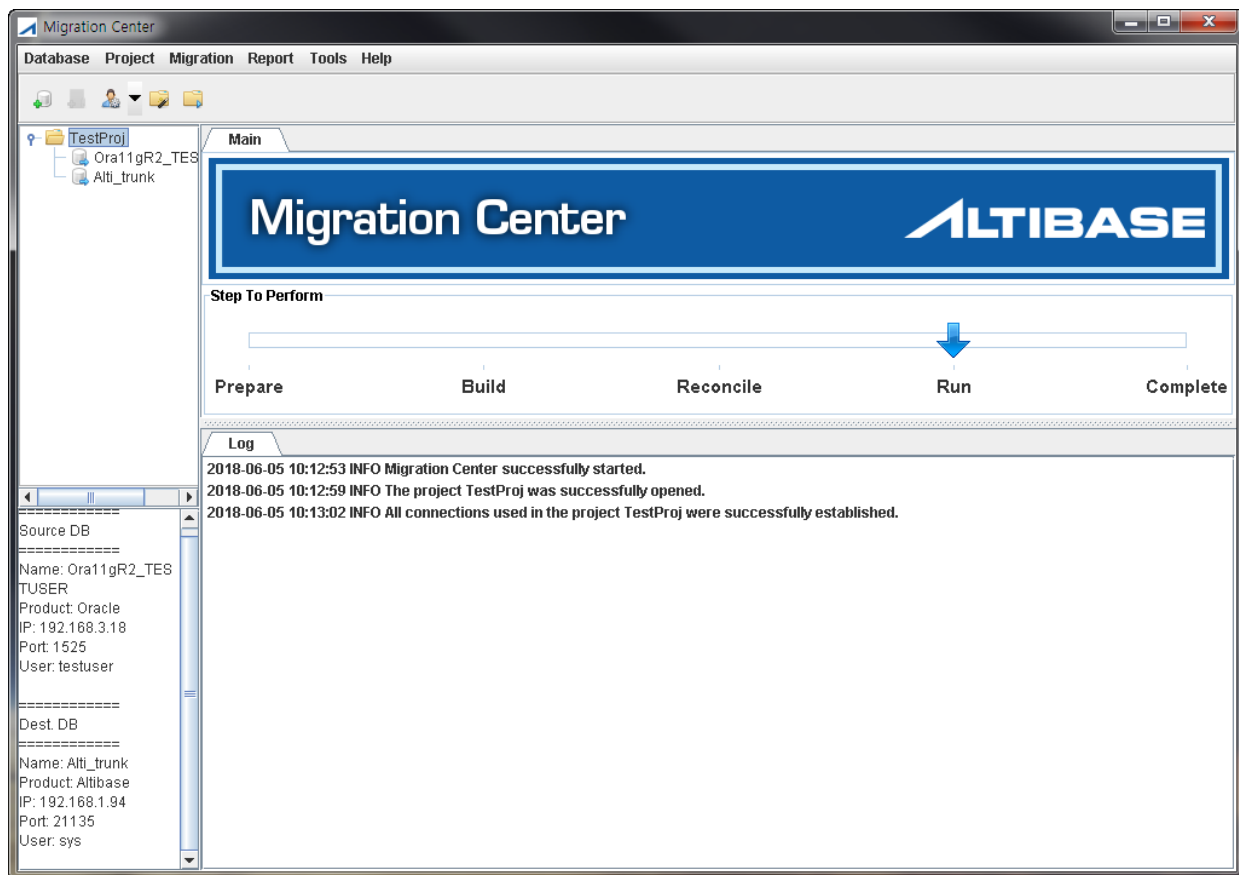 Migration Center
Database Project Migration Report Tools Help
TestProj
Ora11gR2_TES
Alti_trunk
Main
Migration Center
ALTIBASE
Step To Perform
Prepare Build Reconcile Run Complete
Log
2018-06-05 10:12:53 INFO Migration Center successfully started.
2018-06-05 10:12:59 INFO The project TestProj was successfully opened.
2018-06-05 10:13:02 INFO All connections used in the project TestProj were successfully established.
============
Source DB
============
Name: Ora11gR2_TES
TUSER
Product: Oracle
IP: 192.168.3.18
Port: 1525
User: testuser
============
Dest. DB
============
Name: Alti_trunk
Product: Altibase
IP: 192.168.1.94
Port: 21135
User: sys